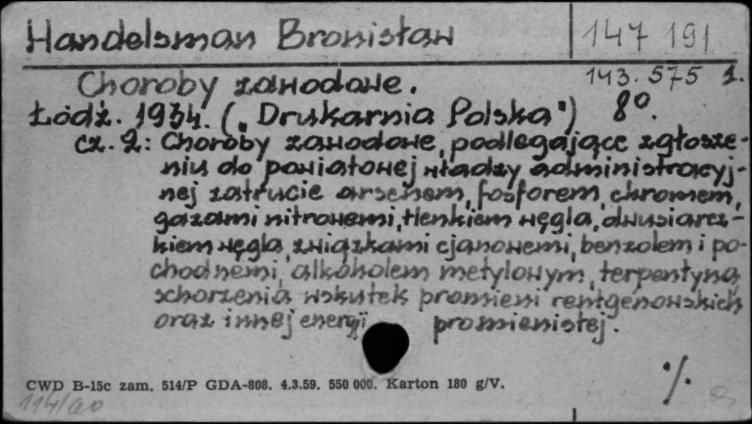 Handelsman Bronisław 147 191
Choroby zawodowe. 143.575 1.
Łódź. 1934. („Drukarnia Polska") 8º.
cz. 2: Choroby zawodowe, podlegające zgłosze-
niu do powiatowej władzy administracyj-
nej zatrucie arsenem, fosforem, chromem,
gazami nitrowemi, tlenkiem węgla, dwusiarcz-
kiem węgla, związkami cjanowemi, benzolem i po-
chodnemi, alkoholem metylowym, terpentyną,
schorzenia wskutek promieni rentgenowskich
oraz innej energji promienistej.
·/.
CWD B-15c zam. 514/P GDA-808. 4.3.59. 550 000. Karton 180 g/V.